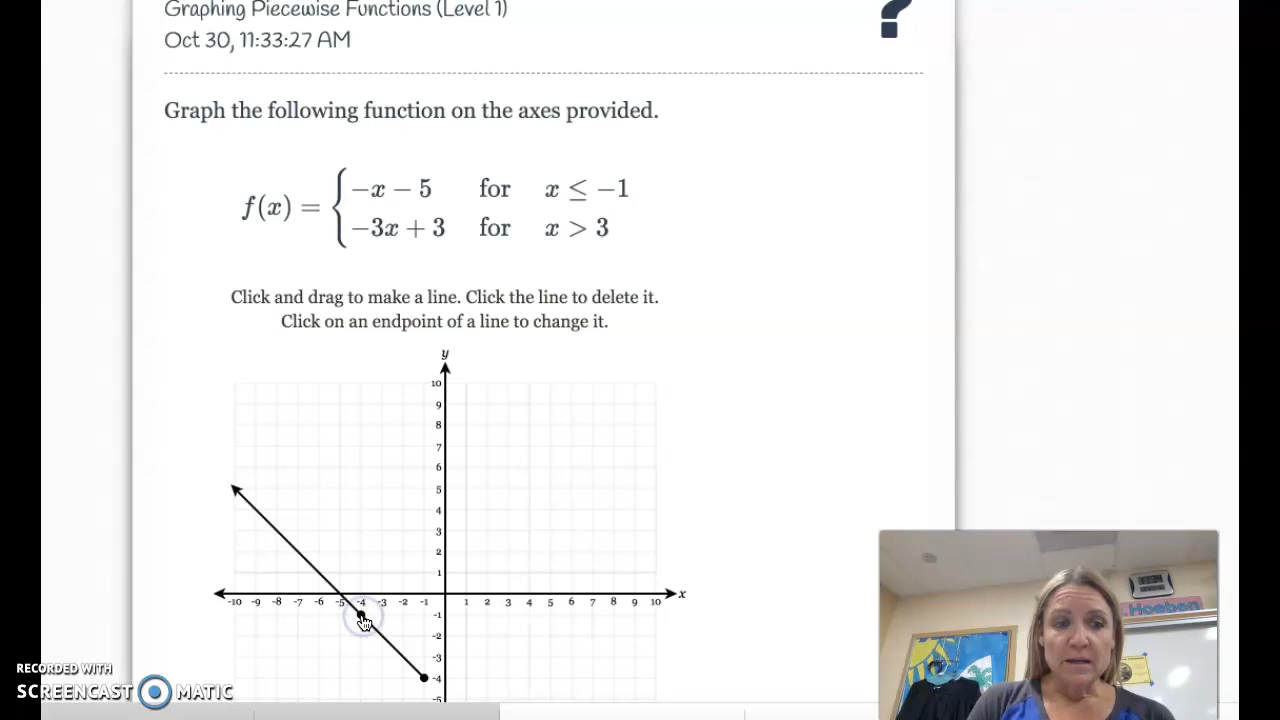 Graphing Piecewise Functions (Level 1)
Oct 30, 11:33:27 AM
?
Graph the following function on the axes provided.
f(x) = { −x − 5 for x ≤ −1
−3x + 3 for x > 3
Click and drag to make a line. Click the line to delete it.
Click on an endpoint of a line to change it.
y
10
9
8
7
6
5
4
3
2
1
-10 -9 -8 -7 -6 -5 -4 -3 -2 -1 1 2 3 4 5 6 7 8 9 10 x
-1
-2
-3
-4
-5
Hoeben
RECORDED WITH
SCREENCAST MATIC